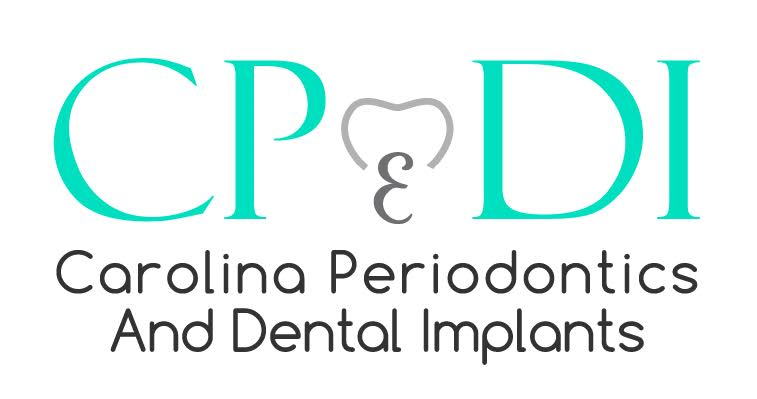 CP&DI
Carolina Periodontics
And Dental Implants